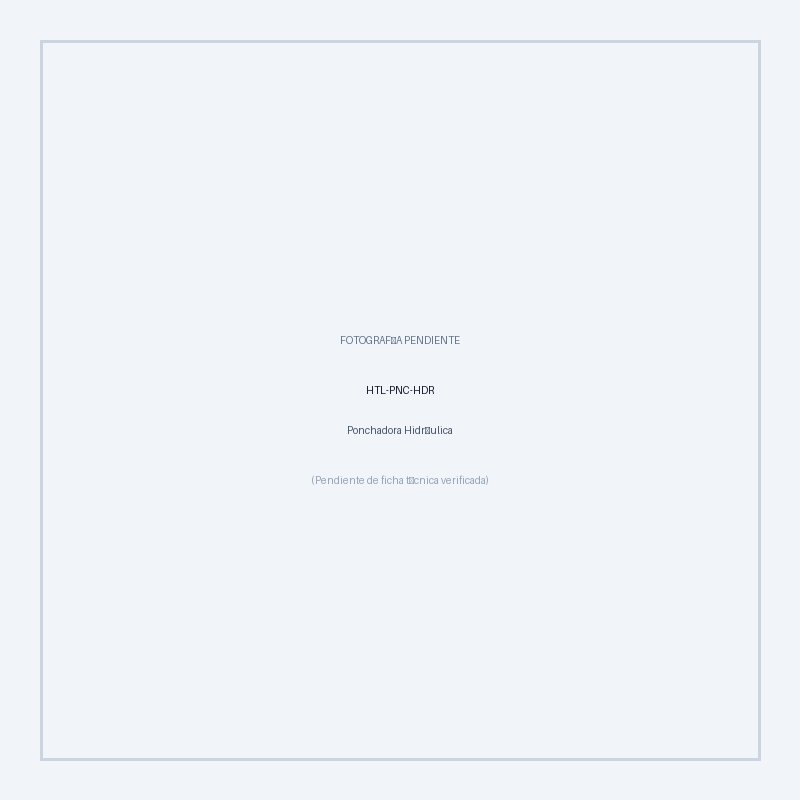 FOTOGRAF▯A PENDIENTE
HTL-PNC-HDR
Ponchadora Hidr▯ulica
(Pendiente de ficha t▯cnica verificada)